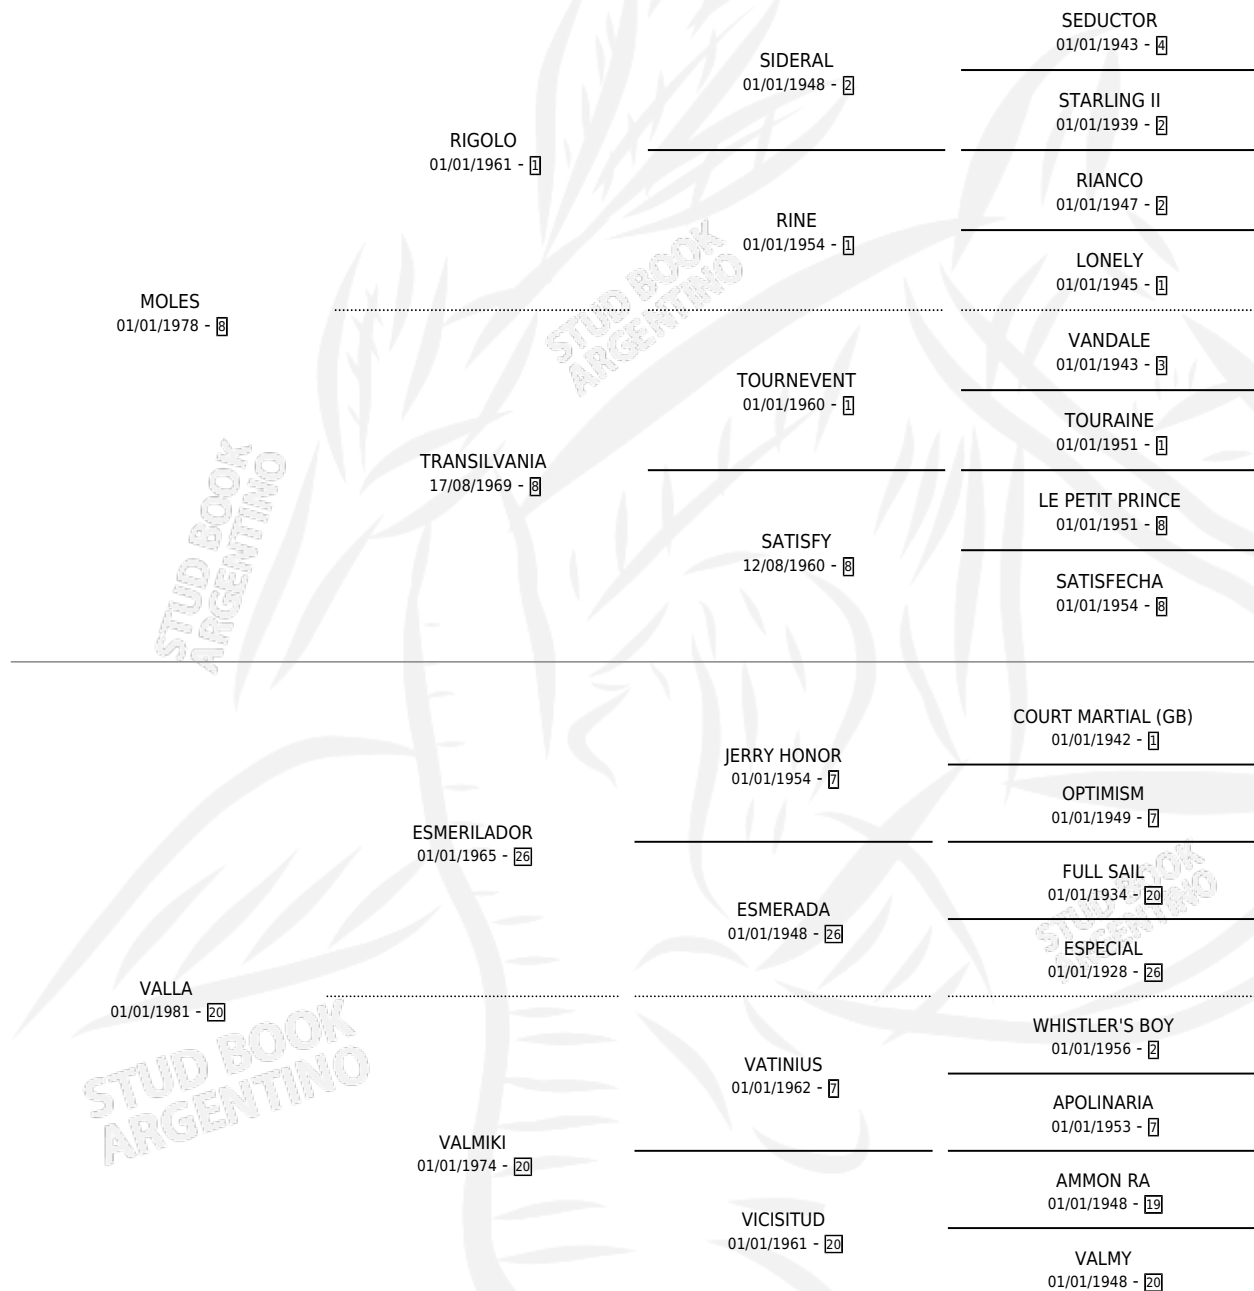 SEDUCTOR
01/01/1943 - 4
SIDERAL
01/01/1948 - 2
STARLING II
01/01/1939 - 2
RIGOLO
01/01/1961 - 1
RIANCO
01/01/1947 - 2
RINE
01/01/1954 - 1
LONELY
01/01/1945 - 1
MOLES
01/01/1978 - 8
VANDALE
01/01/1943 - 3
TOURNEVENT
01/01/1960 - 1
TOURAINE
01/01/1951 - 1
TRANSILVANIA
17/08/1969 - 8
LE PETIT PRINCE
01/01/1951 - 8
SATISFY
12/08/1960 - 8
SATISFECHA
01/01/1954 - 8
COURT MARTIAL (GB)
01/01/1942 - 1
JERRY HONOR
01/01/1954 - 7
OPTIMISM
01/01/1949 - 7
ESMERILADOR
01/01/1965 - 26
FULL SAIL
01/01/1934 - 20
ESMERADA
01/01/1948 - 26
ESPECIAL
01/01/1928 - 26
VALLA
01/01/1981 - 20
WHISTLER'S BOY
01/01/1956 - 2
VATINIUS
01/01/1962 - 7
APOLINARIA
01/01/1953 - 7
VALMIKI
01/01/1974 - 20
AMMON RA
01/01/1948 - 19
VICISITUD
01/01/1961 - 20
VALMY
01/01/1948 - 20
STUD BOOK
ARGENTINO
STUD BOOK
ARGENTINO
STUD BOOK
ARGENTINO
STUD BOOK
ARGENTINO